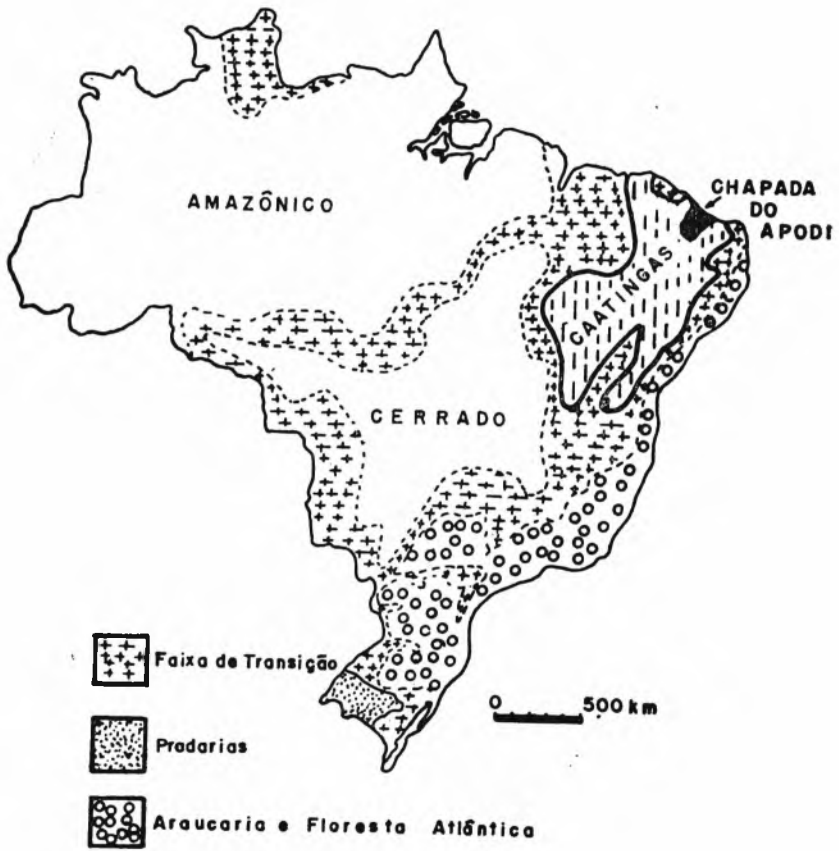 AMAZÔNICO
CHAPADA
DO
APODI
CAATINGAS
CERRADO
Faixa de Transição
0 500 km
Pradarias
Araucaria e Floresta Atlântica